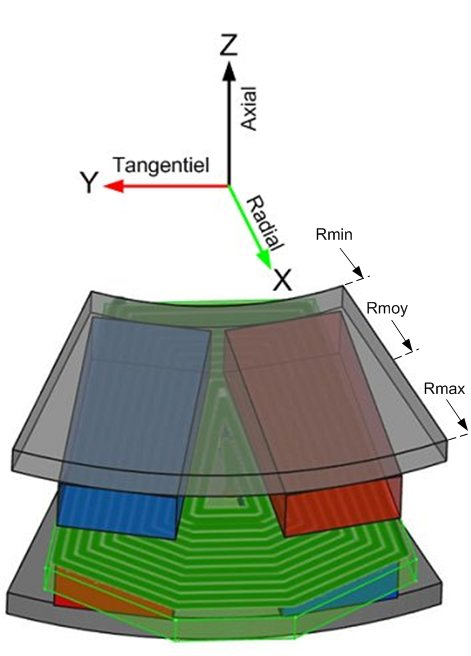 Z
Axial
Tangentiel
Y
Radial
X
Rmin
Rmoy
Rmax